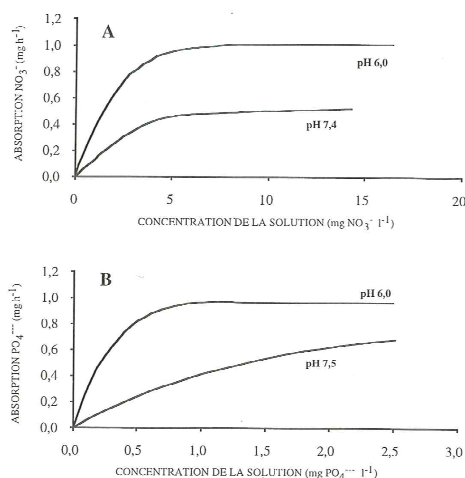 A
ABSORPTION NO3- (mg h-1)
1,2
1,0
0,8
0,6
0,4
0,2
0,0
pH 6,0
pH 7,4
0 5 10 15 20
CONCENTRATION DE LA SOLUTION (mg NO3- l-1)
B
ABSORPTION PO4--- (mg h-1)
1,2
1,0
0,8
0,6
0,4
0,2
0,0
pH 6,0
pH 7,5
0,0 0,5 1,0 1,5 2,0 2,5 3,0
CONCENTRATION DE LA SOLUTION (mg PO4--- l-1)